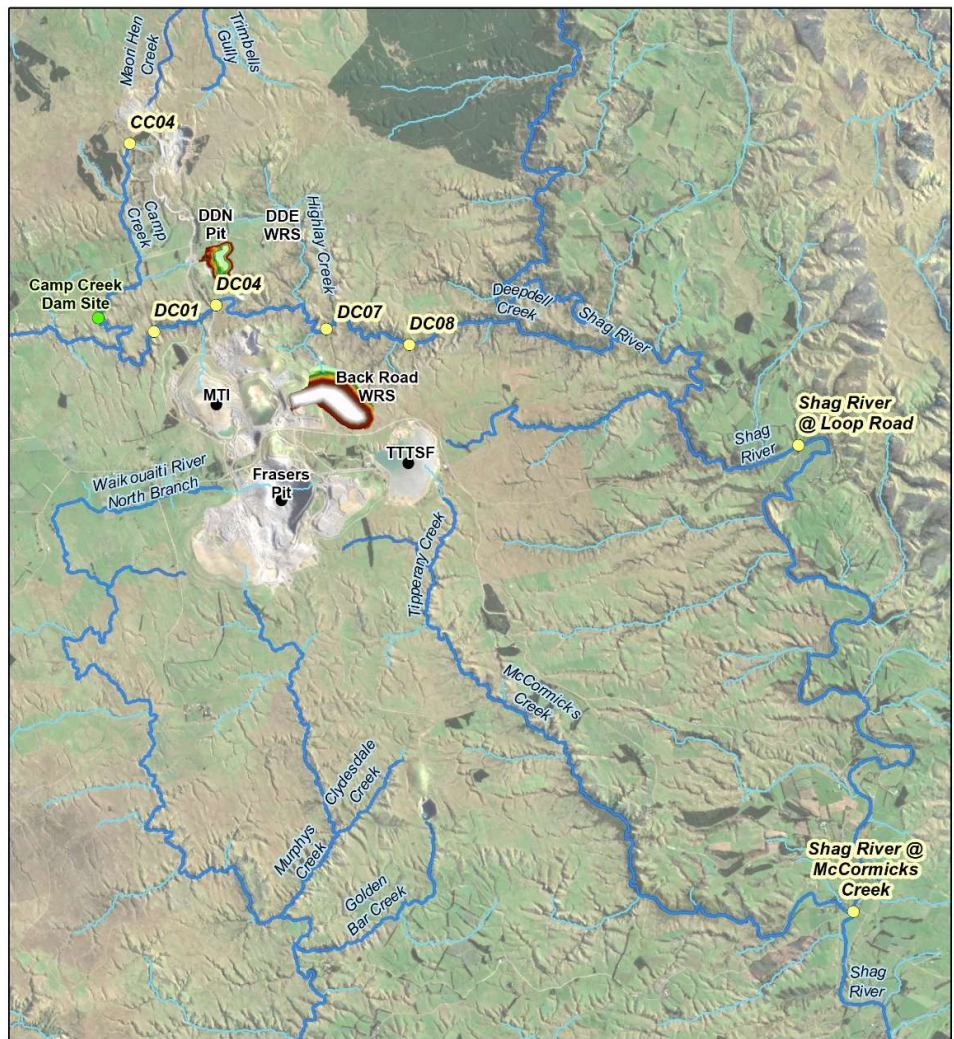 Maori Hen
Creek
Trimbells
Gully
CC04
Camp
Creek
DDN
Pit
DDE
WRS
Highlay Creek
Camp Creek
Dam Site
DC01
DC04
DC07
DC08
Deepdell
Creek
Shag River
MTI
Back Road
WRS
Shag River
@ Loop Road
Shag
River
Waikouaiti River
North Branch
Frasers
Pit
TTTSF
Tipperary Creek
McCormicks
Creek
Clydesdale
Creek
Murphys
Creek
Golden
Bar Creek
Shag River @
McCormicks
Creek
Shag
River